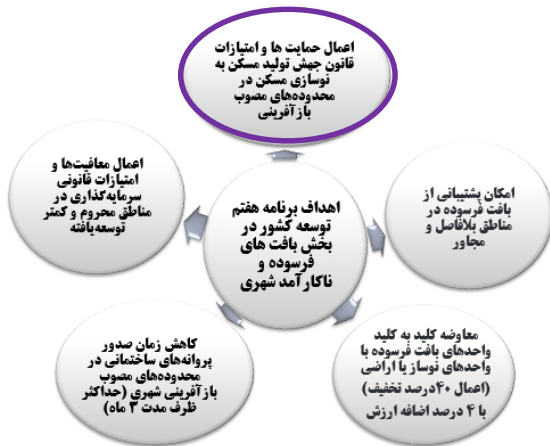 اعمال حمایت ها و امتیازات
قانون جهش تولید مسکن به
نوسازی مسکن در
محدوده‌های مصوب
بازآفرینی
امکان پشتیبانی از
بافت فرسوده در
مناطق بلافاصل و
مجاور
معاوضه کلید به کلید
واحدهای بافت فرسوده با
واحدهای نوساز یا اراضی
(اعمال ۴۰درصد تخفیف)
با ۴ درصد اضافه ارزش
کاهش زمان صدور
پروانه‌های ساختمانی در
محدوده‌های مصوب
بازآفرینی شهری (حداکثر
ظرف مدت ۳ ماه)
اعمال معافیت‌ها و
امتیازات قانونی
سرمایه‌گذاری در
مناطق محروم و کمتر
توسعه‌یافته
اهداف برنامه هفتم
توسعه کشور در
بخش بافت های
فرسوده و
ناکارآمد شهری